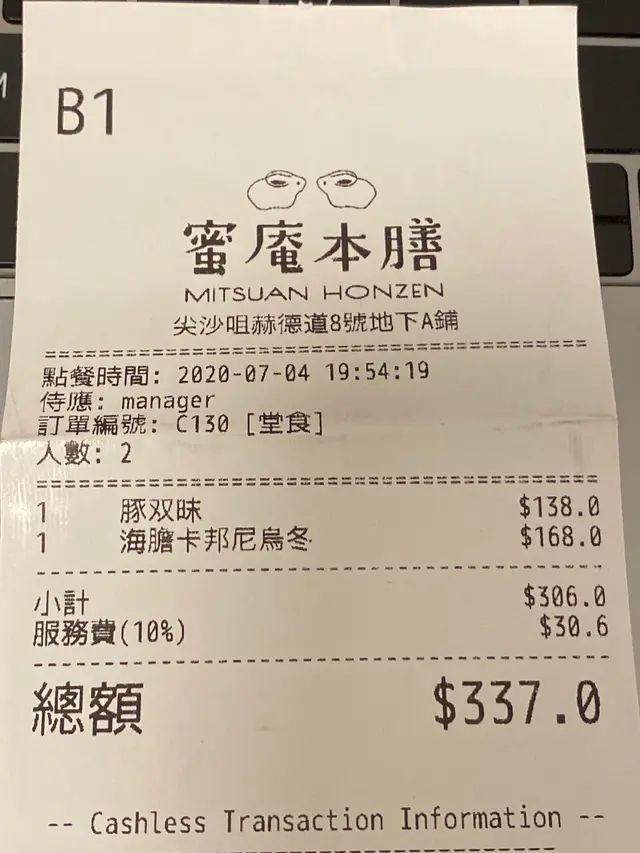 B1
蜜庵本膳
MITSUAN HONZEN
尖沙咀赫德道8號地下A鋪
點餐時間: 2020-07-04 19:54:19
侍應: manager
訂單編號: C130 [堂食]
人數: 2
1 豚双味 $138.0
1 海膽卡邦尼烏冬 $168.0
小計 $306.0
服務費(10%) $30.6
總額 $337.0
-- Cashless Transaction Information --